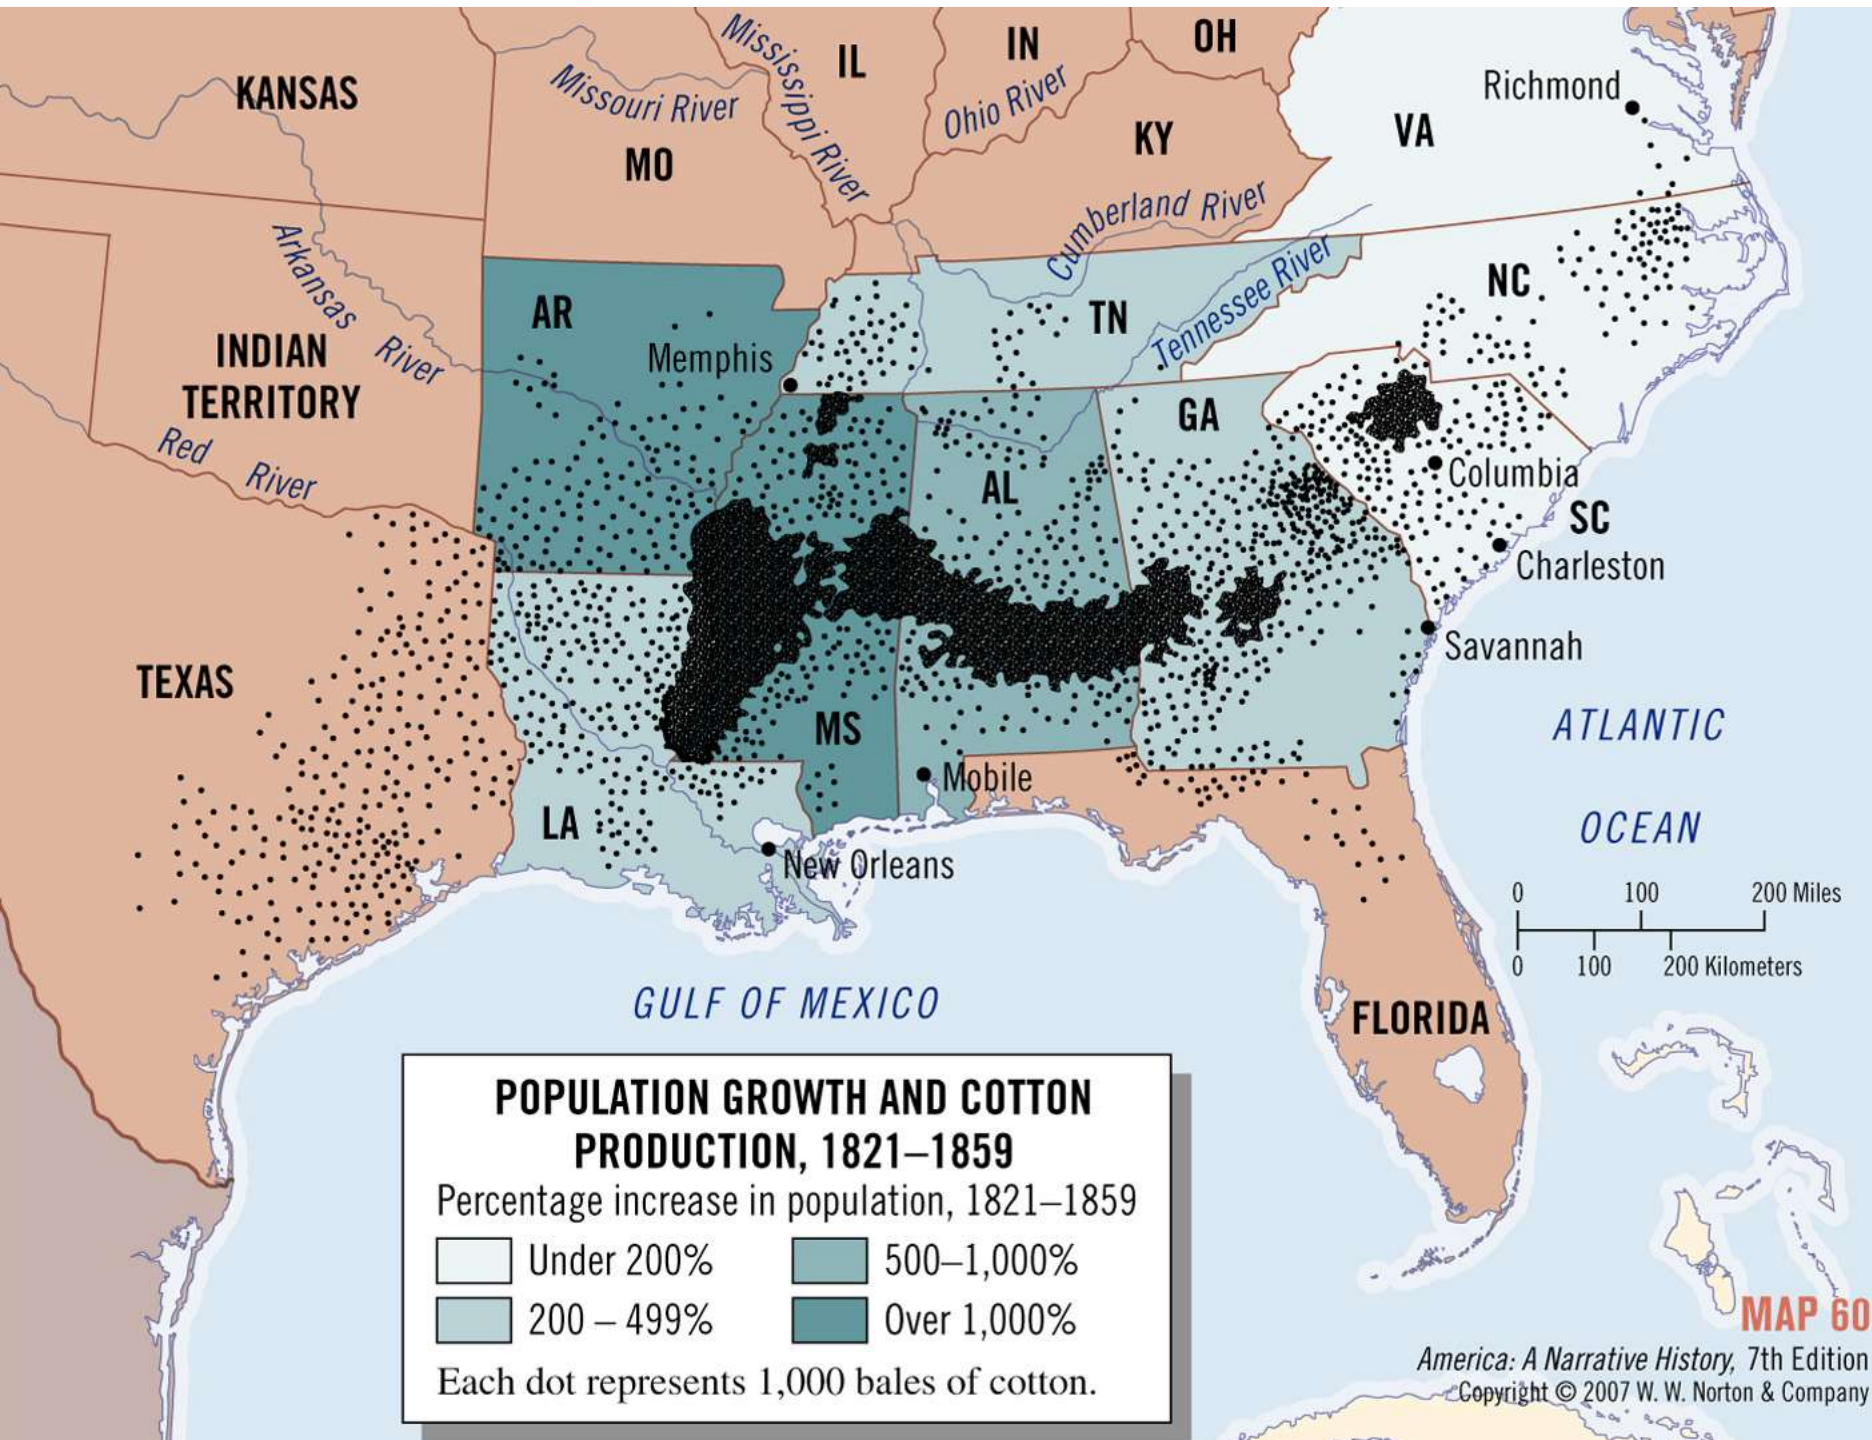 KANSAS
Missouri River
Mississippi River
IL
IN
OH
Ohio River
MO
KY
VA
Richmond
Cumberland River
Arkansas River
INDIAN
TERRITORY
Red River
AR
Memphis
TN
Tennessee River
NC
GA
AL
Columbia
SC
Charleston
Savannah
TEXAS
MS
LA
Mobile
New Orleans
ATLANTIC
OCEAN
0 100 200 Miles
0 100 200 Kilometers
GULF OF MEXICO
FLORIDA
POPULATION GROWTH AND COTTON
PRODUCTION, 1821–1859
Percentage increase in population, 1821–1859
Under 200%
500–1,000%
200 – 499%
Over 1,000%
Each dot represents 1,000 bales of cotton.
MAP 60
America: A Narrative History, 7th Edition
Copyright © 2007 W. W. Norton & Company